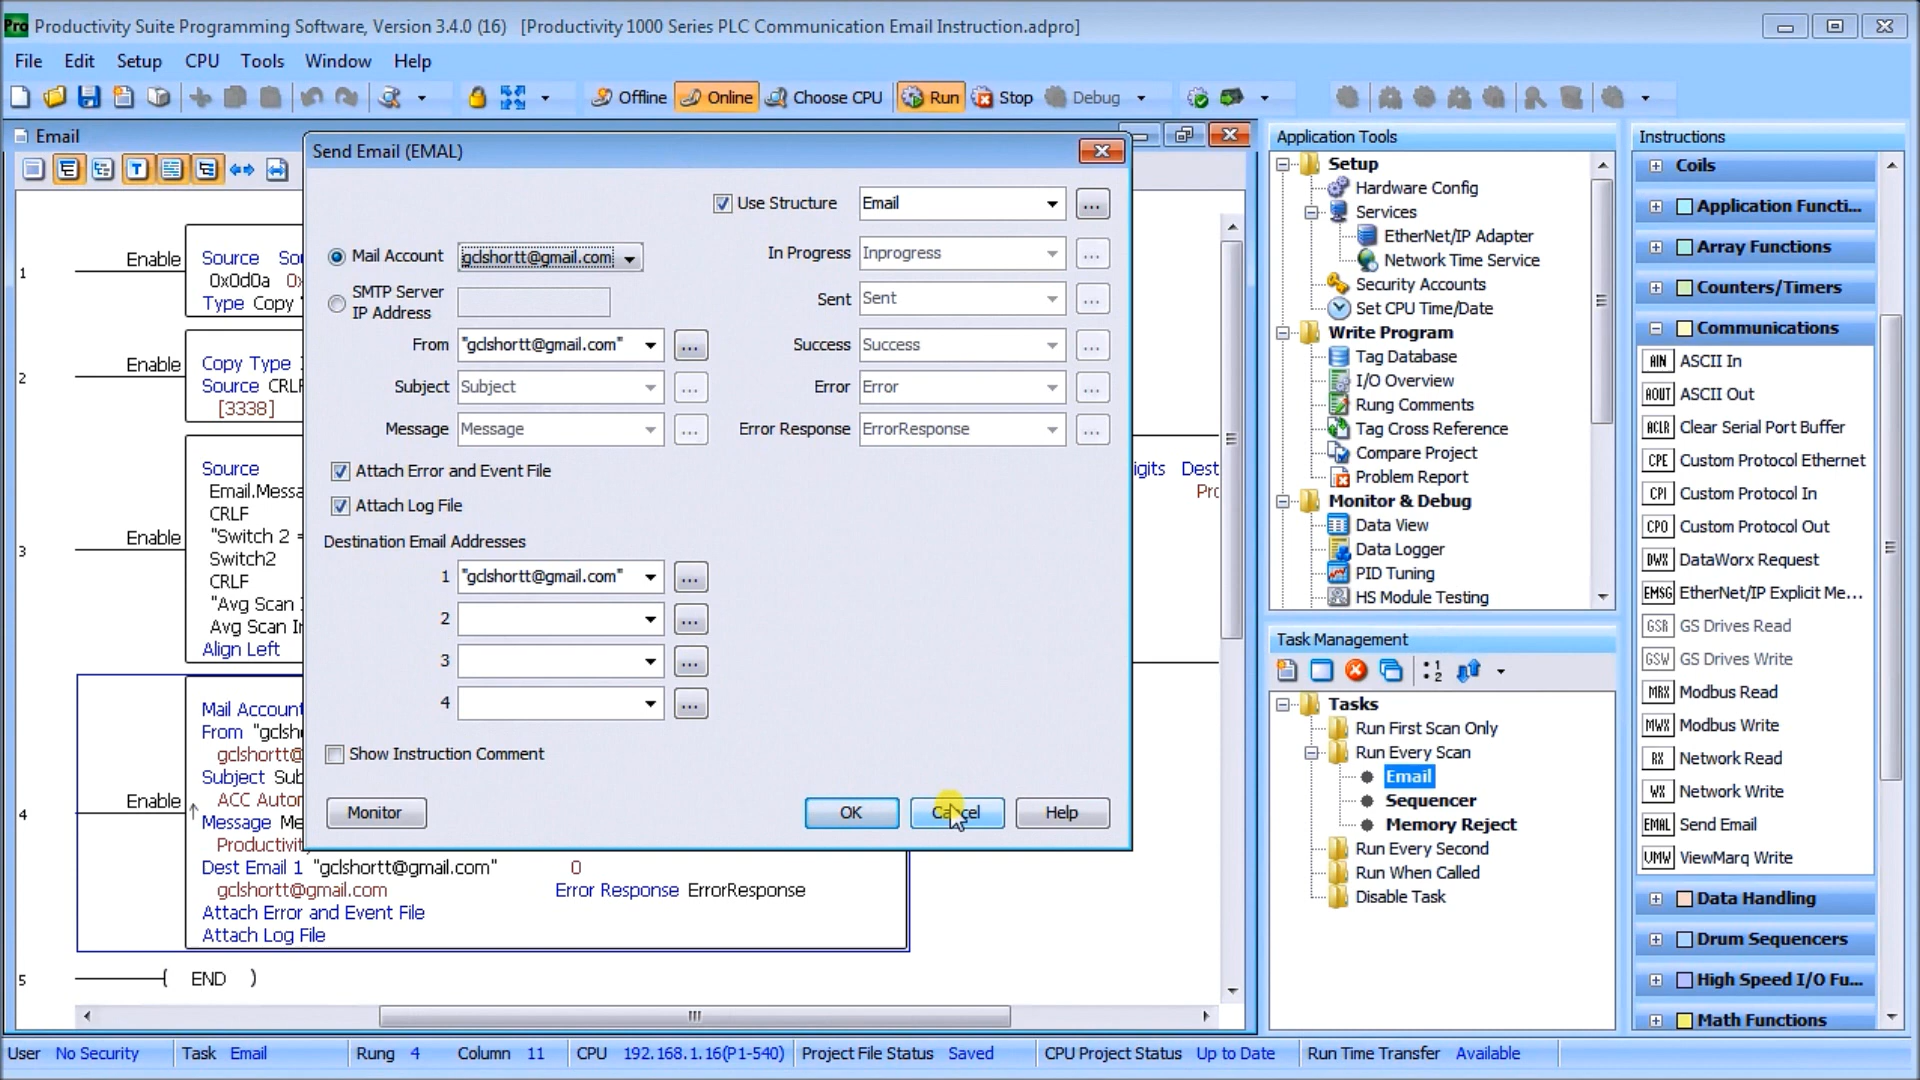 Pro Productivity Suite Programming Software, Version 3.4.0 (16) [Productivity 1000 Series PLC Communication Email Instruction.adpro]
File Edit Setup CPU Tools Window Help
Offline Online Choose CPU Run Stop Debug
Email
1
Enable
Source
0x0d0a
Type Copy
2
Enable
Copy Type
Source CRLF
[3338]
3
Enable
Source
Email.Messa
CRLF
"Switch 2 =
Switch2
CRLF
"Avg Scan
Avg Scan
Align Left
igits Dest
4
Enable
Mail Account
From "gclsh
gclshortt@
Subject Sub
ACC Autor
Message Me
Productivit
Dest Email 1 "gclshortt@gmail.com" 0
gclshortt@gmail.com Error Response ErrorResponse
Attach Error and Event File
Attach Log File
5
( END )
Send Email (EMAL)
Use Structure Email ...
Mail Account gclshortt@gmail.com
SMTP Server
IP Address
From "gclshortt@gmail.com" ...
Subject Subject ...
Message Message ...
In Progress Inprogress ...
Sent Sent ...
Success Success ...
Error Error ...
Error Response ErrorResponse ...
Attach Error and Event File
Attach Log File
Destination Email Addresses
1 "gclshortt@gmail.com" ...
2 ...
3 ...
4 ...
Show Instruction Comment
Monitor OK Cancel Help
Application Tools
Setup
Hardware Config
Services
EtherNet/IP Adapter
Network Time Service
Security Accounts
Set CPU Time/Date
Write Program
Tag Database
I/O Overview
Rung Comments
Tag Cross Reference
Compare Project
Problem Report
Monitor & Debug
Data View
Data Logger
PID Tuning
HS Module Testing
Task Management
Tasks
Run First Scan Only
Run Every Scan
Email
Sequencer
Memory Reject
Run Every Second
Run When Called
Disable Task
Instructions
Coils
Application Functi...
Array Functions
Counters/Timers
Communications
AIN ASCII In
AOUT ASCII Out
ACLR Clear Serial Port Buffer
CPE Custom Protocol Ethernet
CPI Custom Protocol In
CPO Custom Protocol Out
DWX DataWorx Request
EMSG EtherNet/IP Explicit Me...
GSR GS Drives Read
GSW GS Drives Write
MRX Modbus Read
MWX Modbus Write
RX Network Read
WX Network Write
EMAL Send Email
VMW ViewMarq Write
Data Handling
Drum Sequencers
High Speed I/O Fu...
Math Functions
User No Security Task Email Rung 4 Column 11 CPU 192.168.1.16(P1-540) Project File Status Saved CPU Project Status Up to Date Run Time Transfer Available